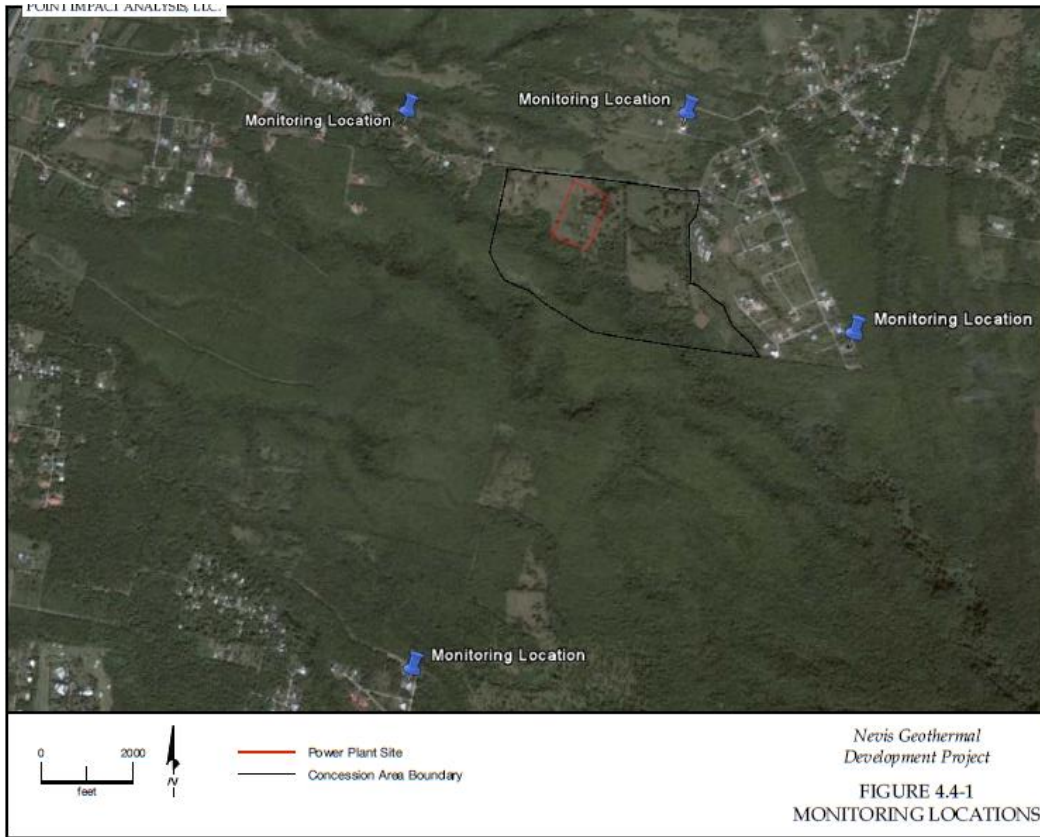 POINT IMPACT ANALYSIS, LLC.
Monitoring Location
Monitoring Location
Monitoring Location
Monitoring Location
0 2000
feet
N
Power Plant Site
Concession Area Boundary
Nevis Geothermal
Development Project
FIGURE 4.4-1
MONITORING LOCATIONS